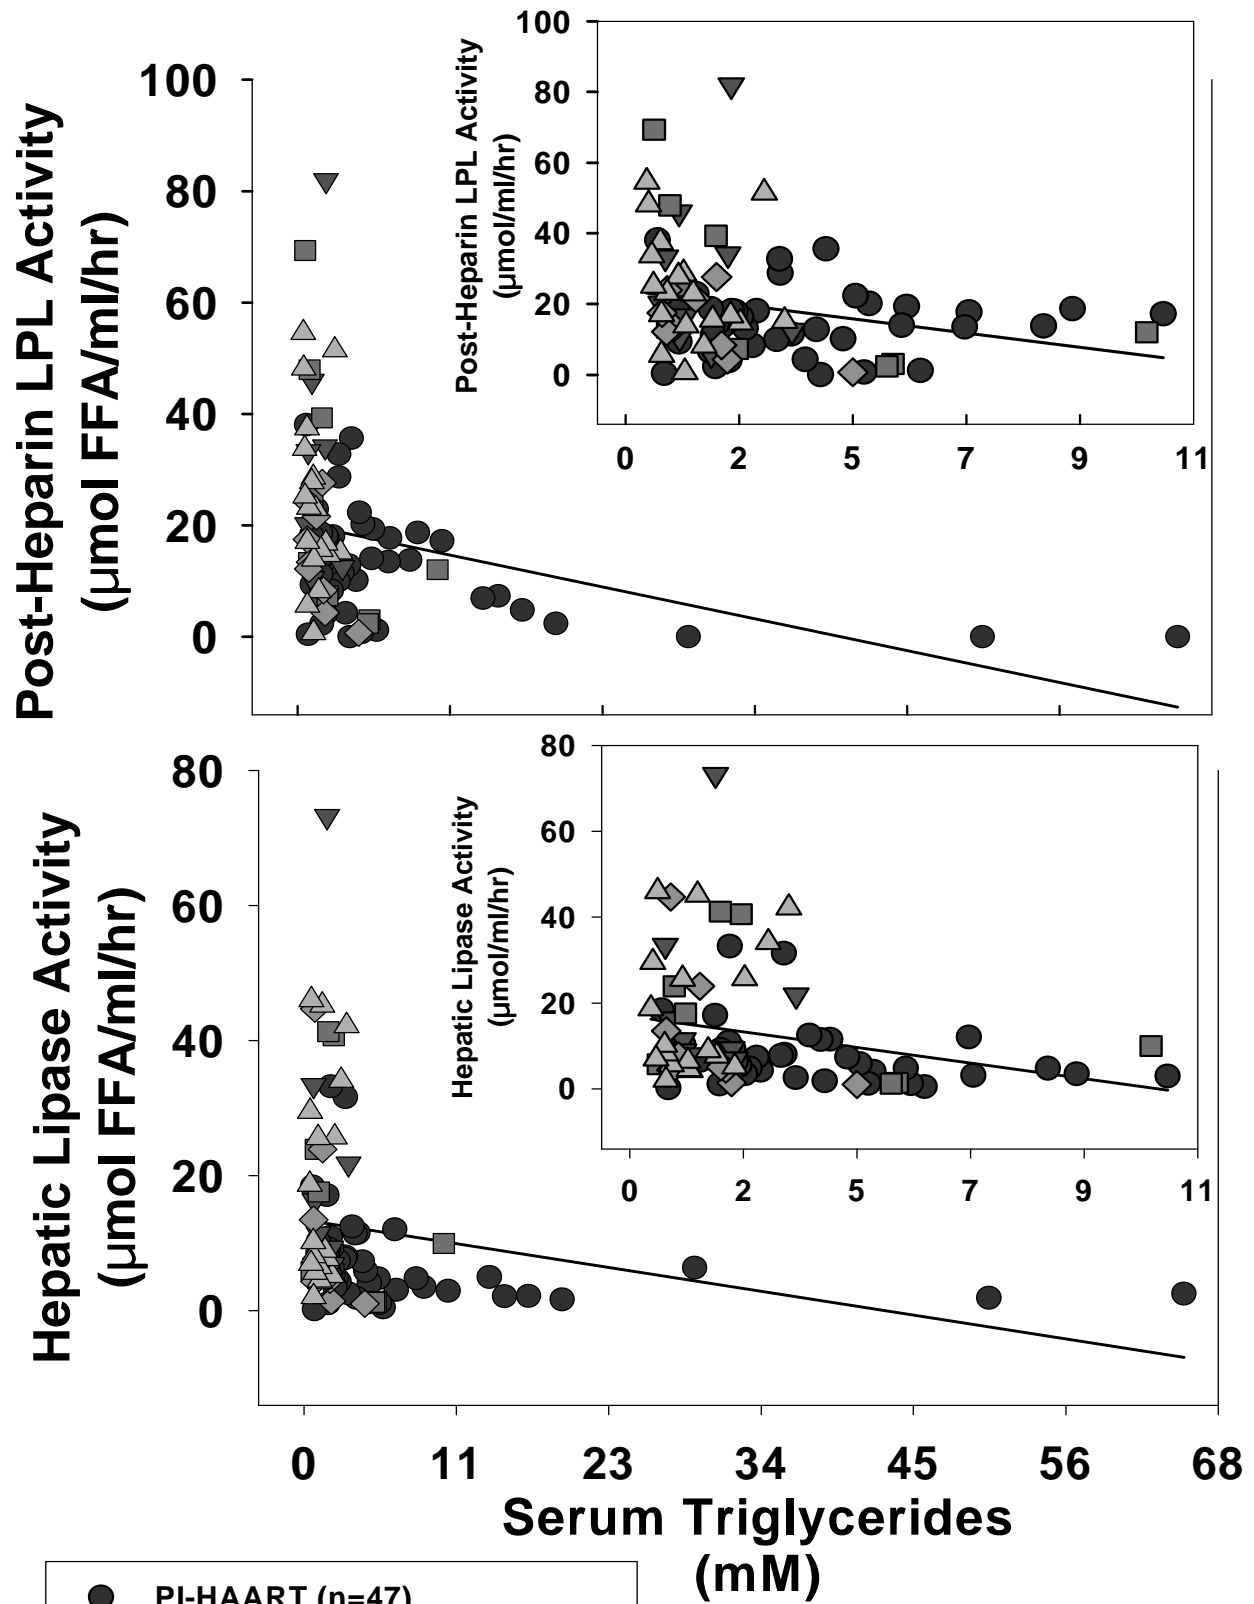 Post-Heparin LPL Activity
(µmol FFA/ml/hr)
100
80
60
40
20
0
Post-Heparin LPL Activity
(µmol/ml/hr)
100
80
60
40
20
0
0 2 5 7 9 11
Hepatic Lipase Activity
(µmol FFA/ml/hr)
80
60
40
20
0
Hepatic Lipase Activity
(µmol/ml/hr)
80
60
40
20
0
0 2 5 7 9 11
0 11 23 34 45 56 68
Serum Triglycerides
(mM)
PI-HAART (n=47)